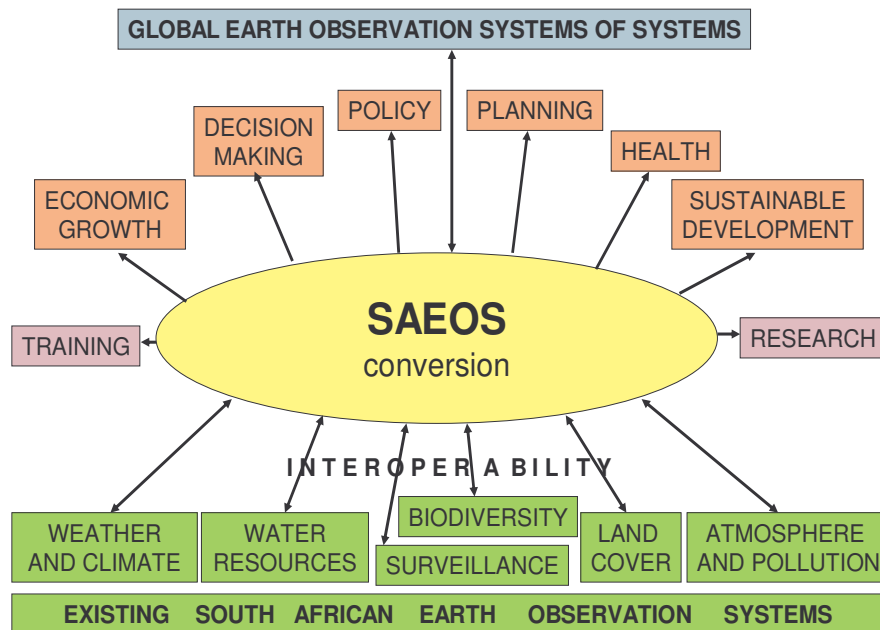 GLOBAL EARTH OBSERVATION SYSTEMS OF SYSTEMS
POLICY
PLANNING
DECISION
MAKING
HEALTH
ECONOMIC
GROWTH
SUSTAINABLE
DEVELOPMENT
SAEOS
conversion
TRAINING
RESEARCH
INTEROPERABILITY
WEATHER
AND CLIMATE
WATER
RESOURCES
BIODIVERSITY
SURVEILLANCE
LAND
COVER
ATMOSPHERE
AND POLLUTION
EXISTING SOUTH AFRICAN EARTH OBSERVATION SYSTEMS